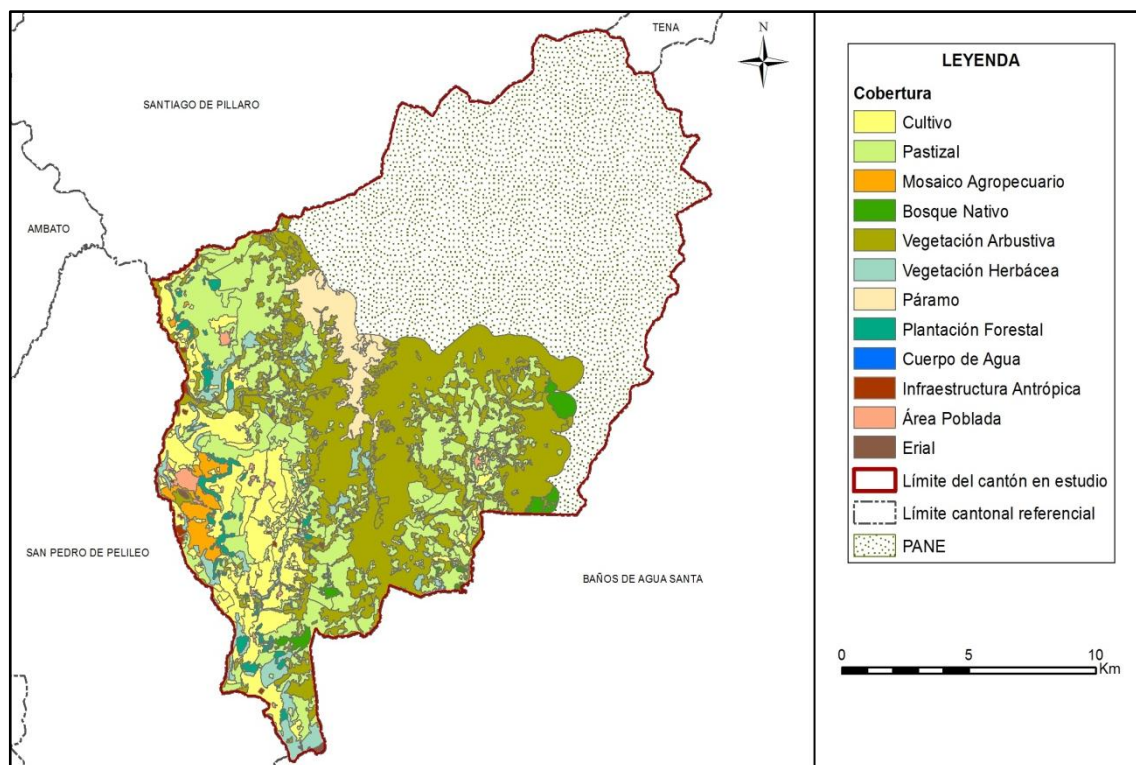 TENA
N
SANTIAGO DE PILLARO
AMBATO
SAN PEDRO DE PELILEO
BAÑOS DE AGUA SANTA
LEYENDA
Cobertura
Cultivo
Pastizal
Mosaico Agropecuario
Bosque Nativo
Vegetación Arbustiva
Vegetación Herbácea
Páramo
Plantación Forestal
Cuerpo de Agua
Infraestructura Antrópica
Área Poblada
Erial
Límite del cantón en estudio
Límite cantonal referencial
PANE
0 5 10
Km